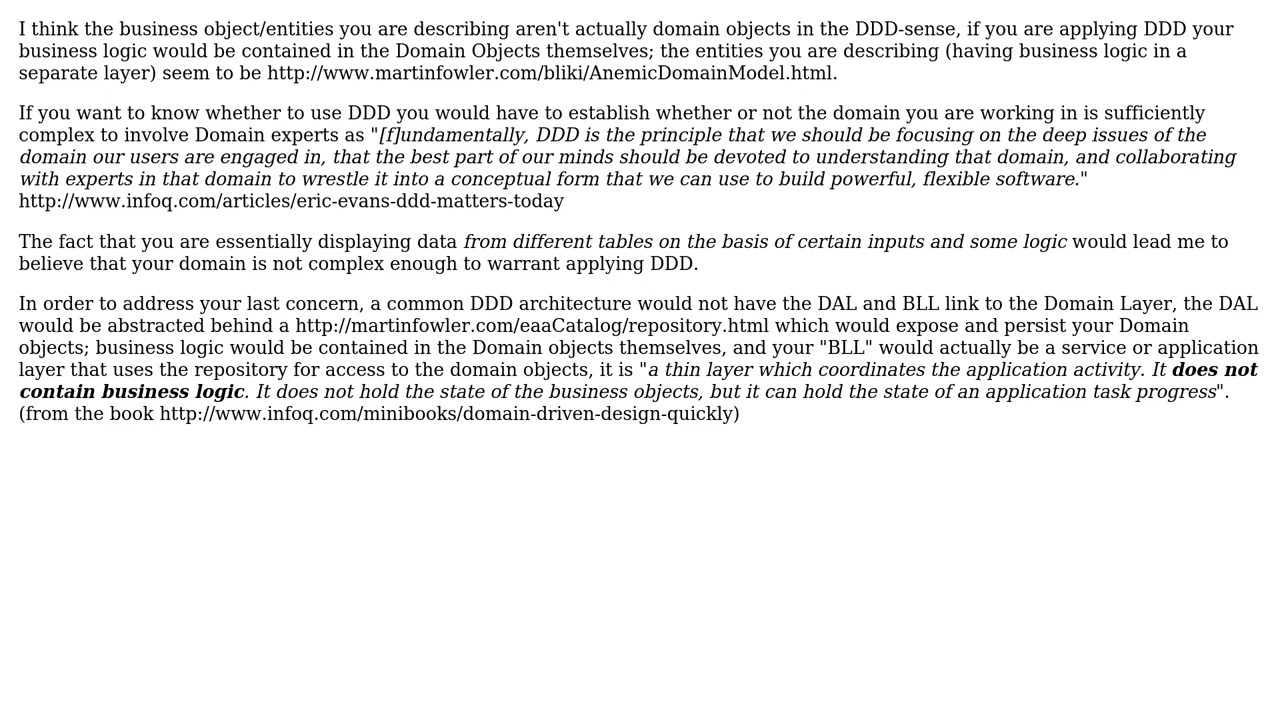 I think the business object/entities you are describing aren't actually domain objects in the DDD-sense, if you are applying DDD your
business logic would be contained in the Domain Objects themselves; the entities you are describing (having business logic in a
separate layer) seem to be http://www.martinfowler.com/bliki/AnemicDomainModel.html.
If you want to know whether to use DDD you would have to establish whether or not the domain you are working in is sufficiently
complex to involve Domain experts as "[f]undamentally, DDD is the principle that we should be focusing on the deep issues of the
domain our users are engaged in, that the best part of our minds should be devoted to understanding that domain, and collaborating
with experts in that domain to wrestle it into a conceptual form that we can use to build powerful, flexible software."
http://www.infoq.com/articles/eric-evans-ddd-matters-today
The fact that you are essentially displaying data from different tables on the basis of certain inputs and some logic would lead me to
believe that your domain is not complex enough to warrant applying DDD.
In order to address your last concern, a common DDD architecture would not have the DAL and BLL link to the Domain Layer, the DAL
would be abstracted behind a http://martinfowler.com/eaaCatalog/repository.html which would expose and persist your Domain
objects; business logic would be contained in the Domain objects themselves, and your "BLL" would actually be a service or application
layer that uses the repository for access to the domain objects, it is "a thin layer which coordinates the application activity. It does not
contain business logic. It does not hold the state of the business objects, but it can hold the state of an application task progress".
(from the book http://www.infoq.com/minibooks/domain-driven-design-quickly)